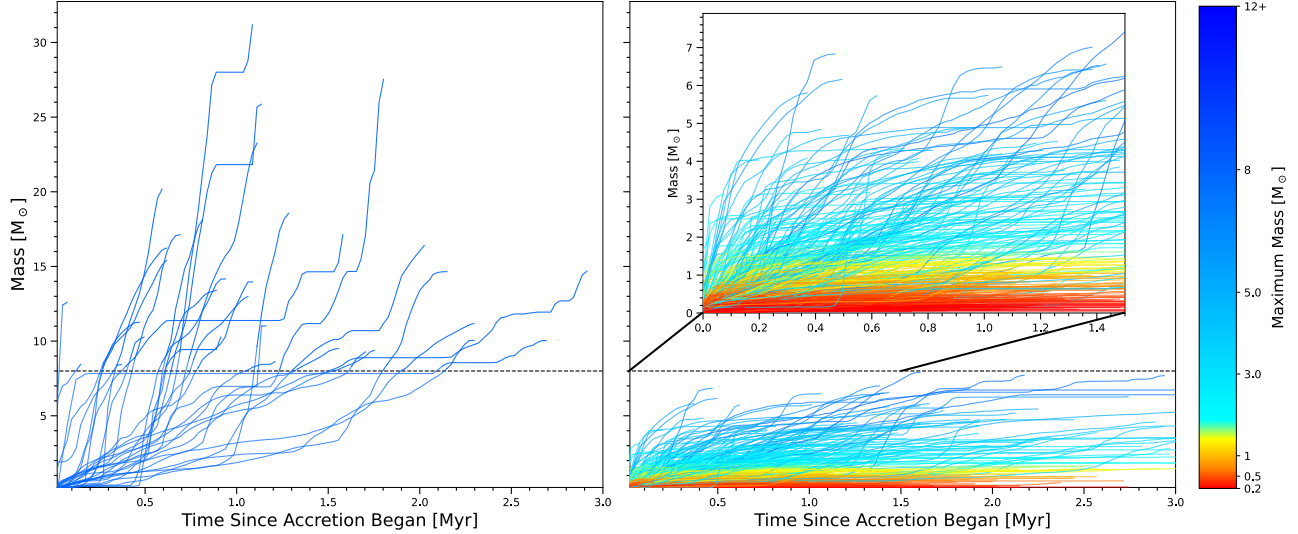 Mass [M⊙]
30
25
20
15
10
5
0.5 1.0 1.5 2.0 2.5 3.0
Time Since Accretion Began [Myr]
Mass [M⊙]
7
6
5
4
3
2
1
0
0.0 0.2 0.4 0.6 0.8 1.0 1.2 1.4
0.5 1.0 1.5 2.0 2.5 3.0
Time Since Accretion Began [Myr]
12+
8
5.0
3.0
1
0.5
0.2
Maximum Mass [M⊙]